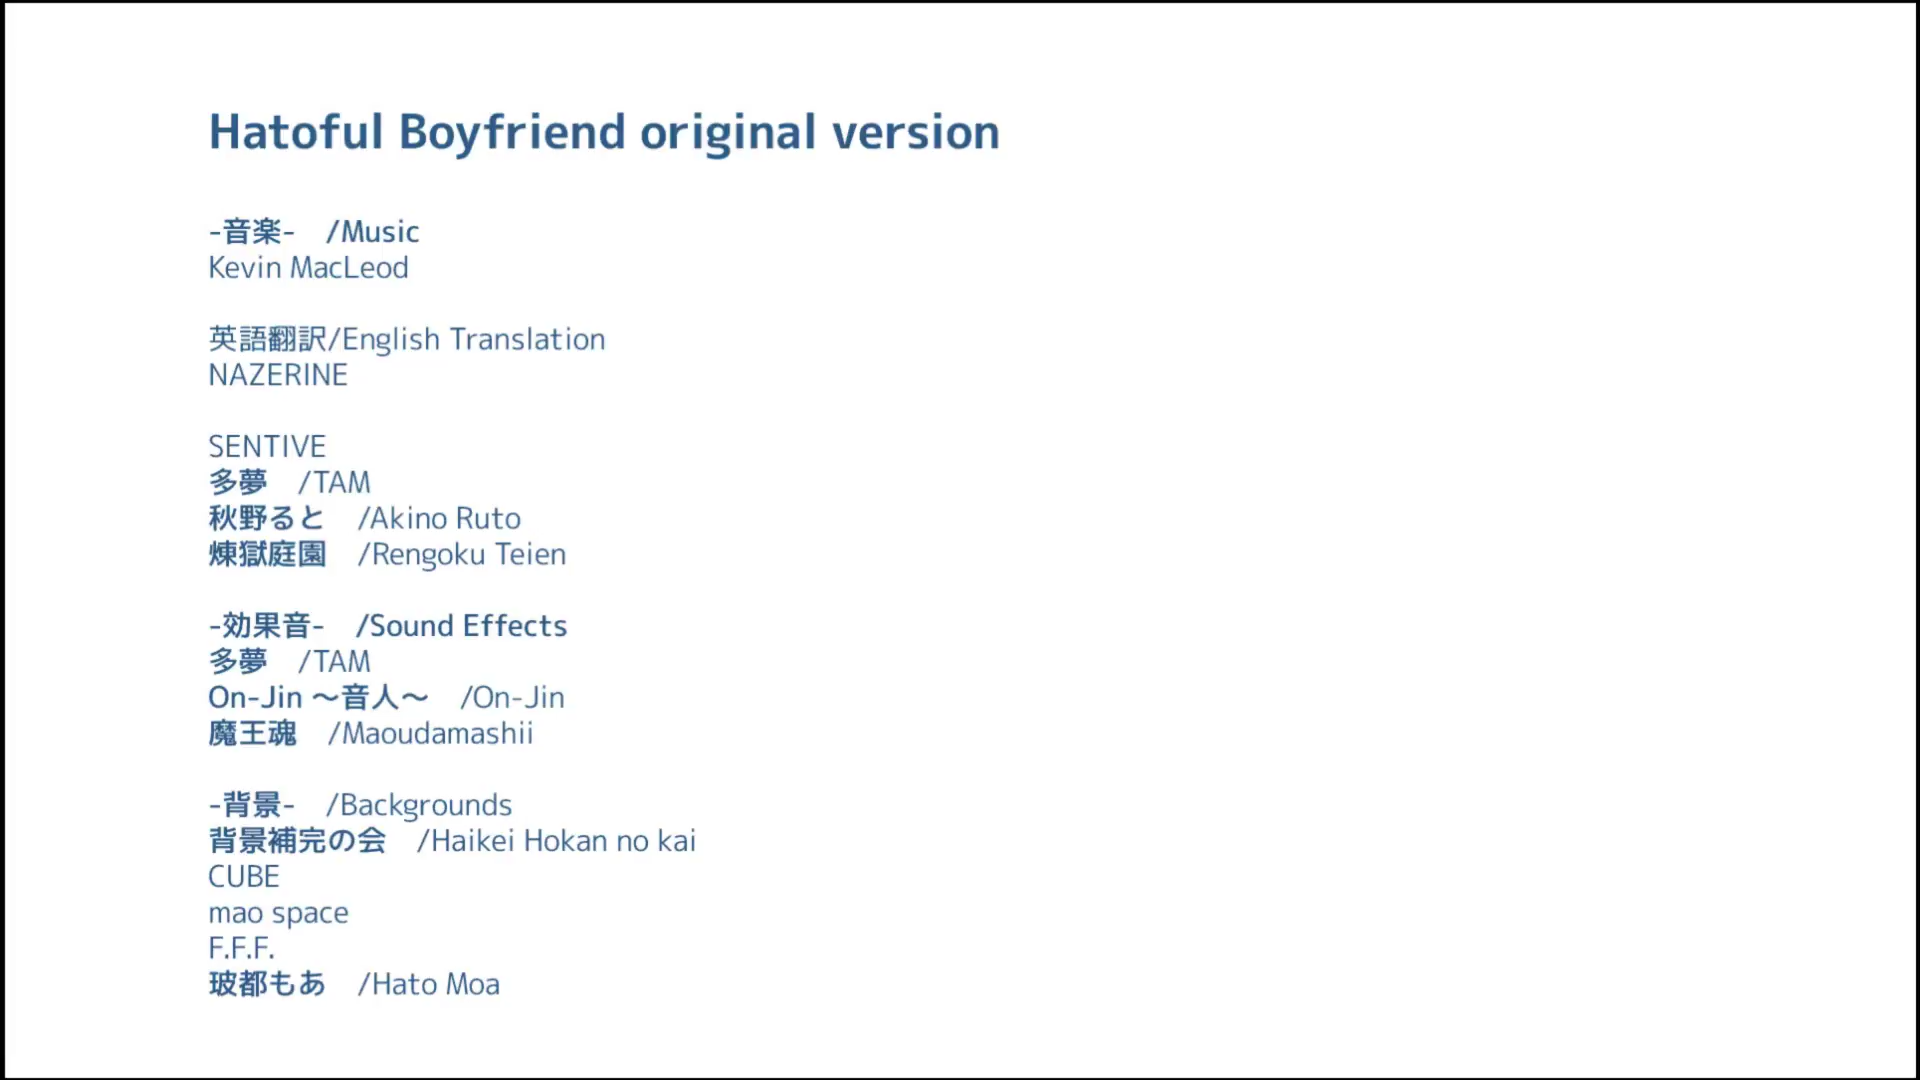 Hatoful Boyfriend original version
-音楽-　/Music
Kevin MacLeod
英語翻訳/English Translation
NAZERINE
SENTIVE
多夢　/TAM
秋野ると　/Akino Ruto
煉獄庭園　/Rengoku Teien
-効果音-　/Sound Effects
多夢　/TAM
On-Jin ～音人～　/On-Jin
魔王魂　/Maoudamashii
-背景-　/Backgrounds
背景補完の会　/Haikei Hokan no kai
CUBE
mao space
F.F.F.
玻都もあ　/Hato Moa